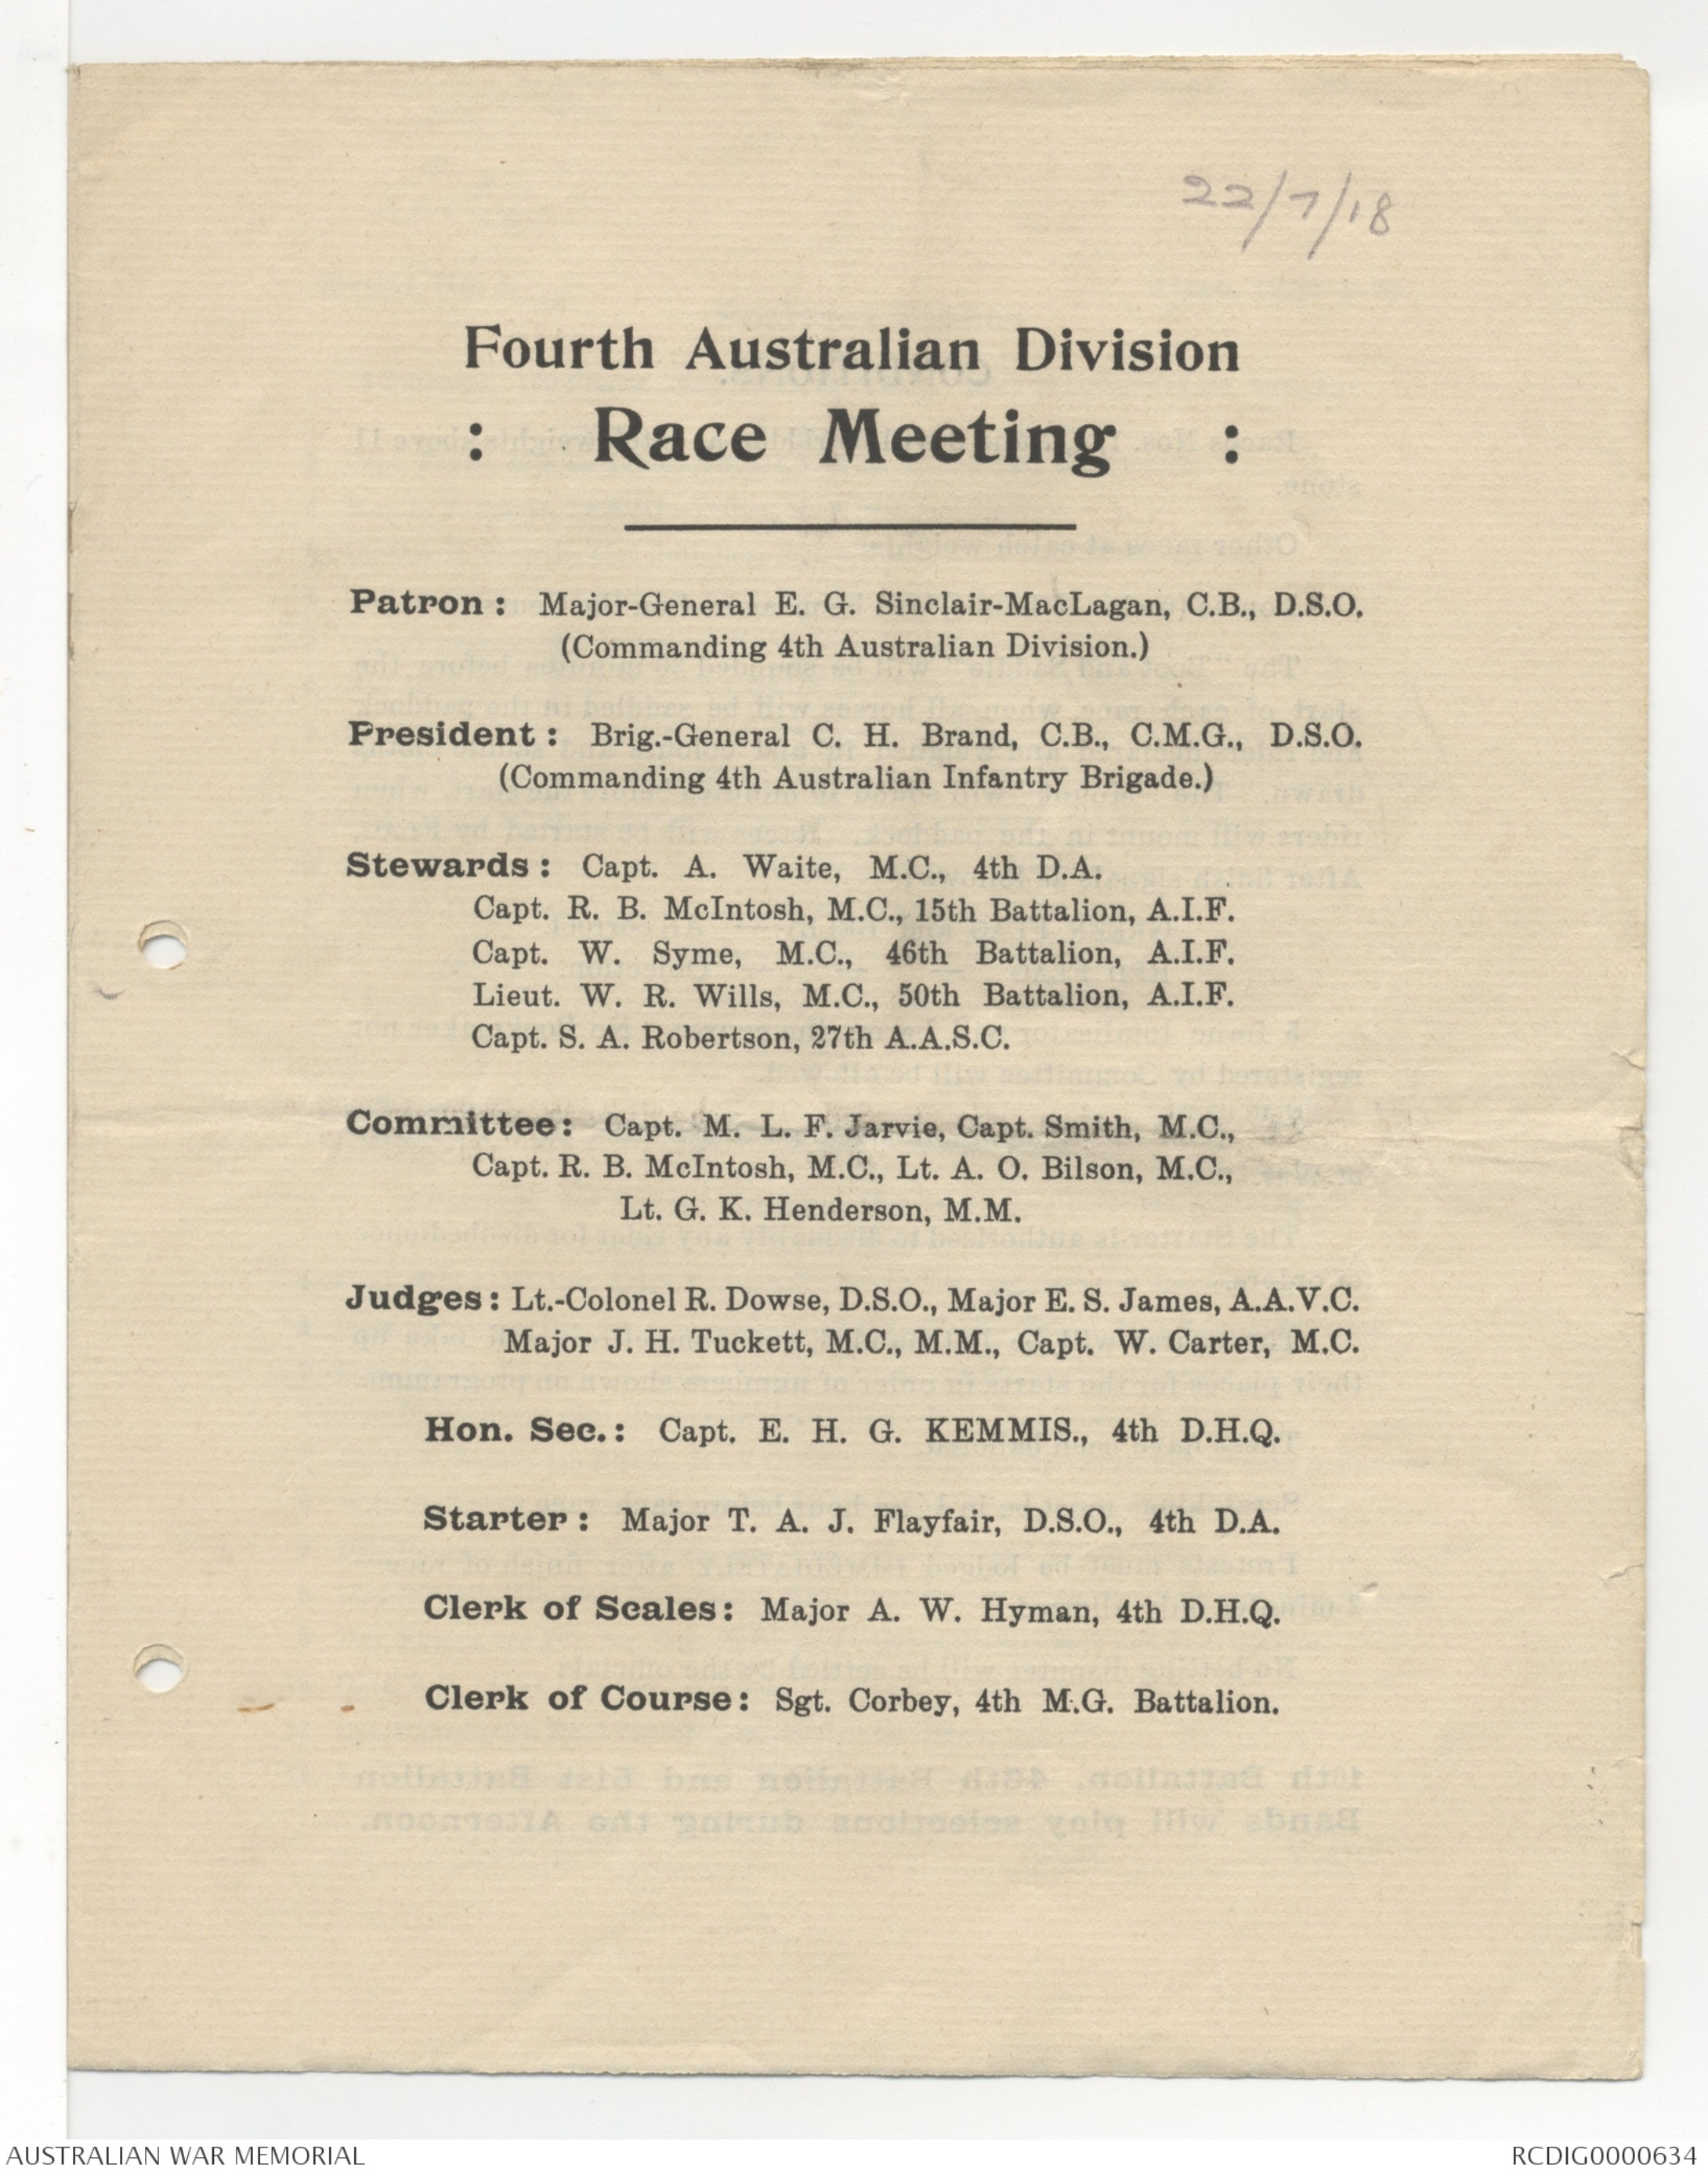 22/7/18
Fourth Australian Division
: Race Meeting :
Patron : Major-General E. G. Sinclair-MacLagan, C.B., D.S.O.
(Commanding 4th Australian Division.)
President : Brig.-General C. H. Brand, C.B., C.M.G., D.S.O.
(Commanding 4th Australian Infantry Brigade.)
Stewards : Capt. A. Waite, M.C., 4th D.A.
Capt. R. B. McIntosh, M.C., 15th Battalion, A.I.F.
Capt. W. Syme, M.C., 46th Battalion, A.I.F.
Lieut. W. R. Wills, M.C., 50th Battalion, A.I.F.
Capt. S. A. Robertson, 27th A.A.S.C.
Committee : Capt. M. L. F. Jarvie, Capt. Smith, M.C.,
Capt. R. B. McIntosh, M.C., Lt. A. O. Bilson, M.C.,
Lt. G. K. Henderson, M.M.
Judges : Lt.-Colonel R. Dowse, D.S.O., Major E. S. James, A.A.V.C.
Major J. H. Tuckett, M.C., M.M., Capt. W. Carter, M.C.
Hon. Sec. : Capt. E. H. G. KEMMIS., 4th D.H.Q.
Starter : Major T. A. J. Flayfair, D.S.O., 4th D.A.
Clerk of Scales : Major A. W. Hyman, 4th D.H.Q.
Clerk of Course : Sgt. Corbey, 4th M.G. Battalion.
AUSTRALIAN WAR MEMORIAL
RCDIG0000634